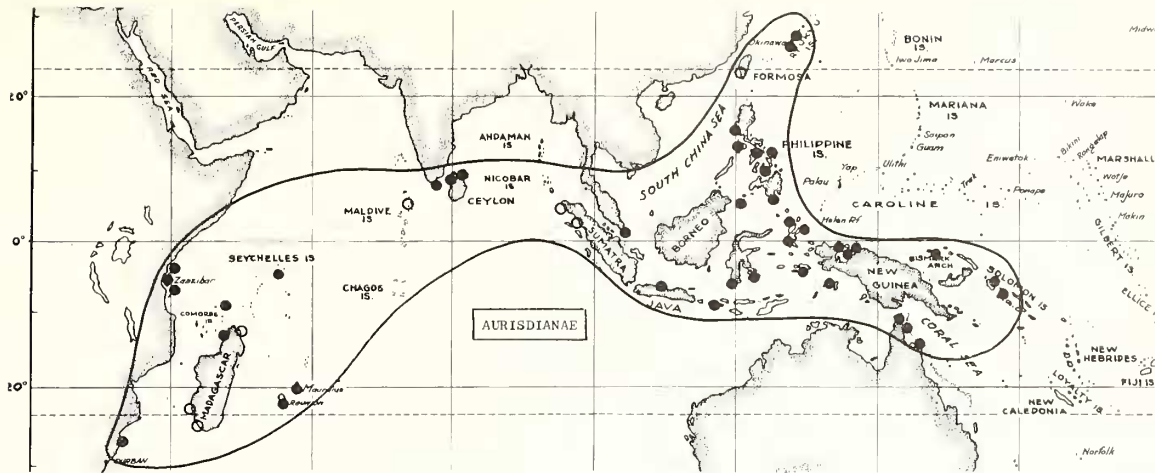 PERSIAN GULF
RED SEA
20°
0°
20°
ANDAMAN
IS
NICOBAR
IS
CEYLON
MALDIVE
IS
SEYCHELLES IS
CHAGOS
IS.
Zanzibar
COMORES
IS
MADAGASCAR
Mauritius
Reunion
DURBAN
AURISDIANAE
SOUTH CHINA SEA
Okinawa
FORMOSA
PHILIPPINE
IS.
BORNEO
SUMATRA
JAVA
NEW
GUINEA
BISMARK
ARCH
SOLOMON IS
CORAL SEA
BONIN
IS.
Iwo Jima
Marcus
Midw
MARIANA
IS
Saipan
Guam
Wake
Palau
Yap
Ulithi
Eniwetok
Bikini
Rongelap
MARSHALL
Wotje
Majuro
Makin
Truk
Ponape
CAROLINE
IS.
Helen Rf
GILBERT IS.
ELLICE I
NEW
HEBRIDES
FIJI IS
LOYALTY
IS
NEW
CALEDONIA
Norfolk